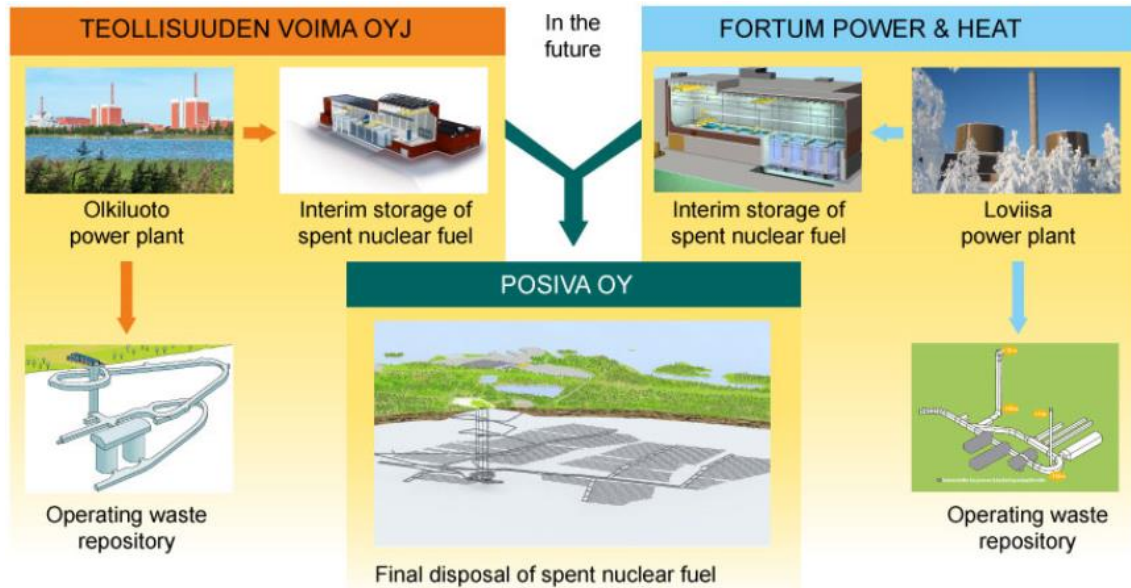 TEOLLISUUDEN VOIMA OYJ
In the
future
FORTUM POWER & HEAT
Olkiluoto
power plant
Interim storage of
spent nuclear fuel
Interim storage of
spent nuclear fuel
Loviisa
power plant
POSIVA OY
Operating waste
repository
Operating waste
repository
Final disposal of spent nuclear fuel